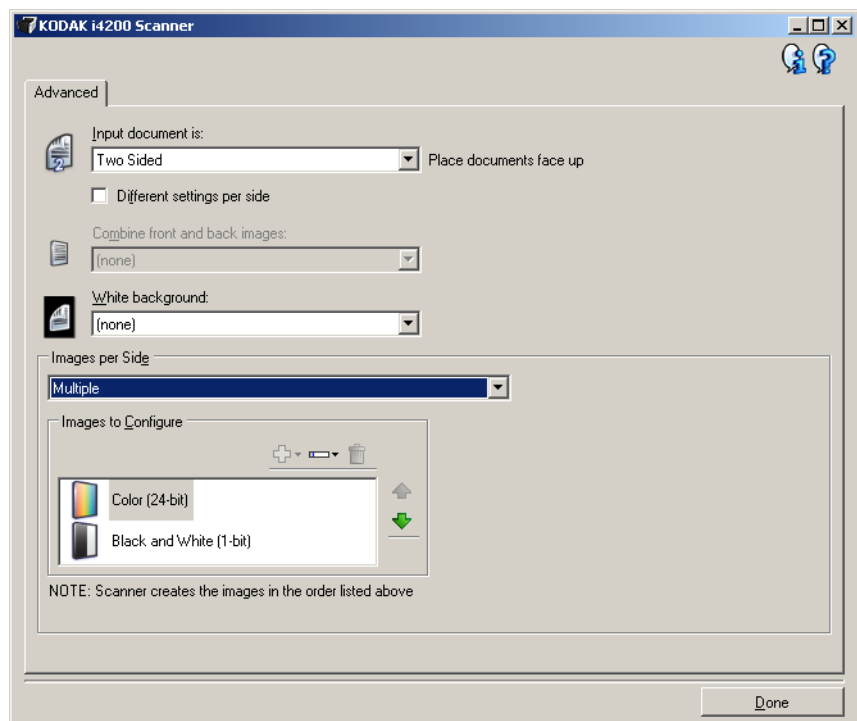 KODAK i4200 Scanner
Advanced
Input document is:
Two Sided
Place documents face up
Different settings per side
Combine front and back images:
(none)
White background:
(none)
Images per Side
Multiple
Images to Configure
Color (24-bit)
Black and White (1-bit)
NOTE: Scanner creates the images in the order listed above
Done